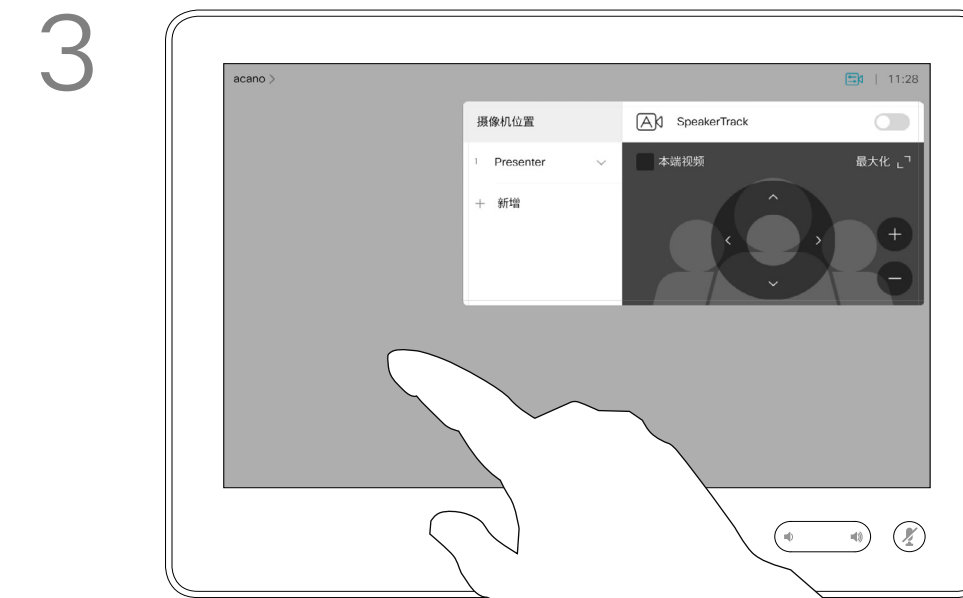 3
acano >
| 11:28
摄像机位置
A SpeakerTrack
1 Presenter
本端视频 最大化
+ 新增